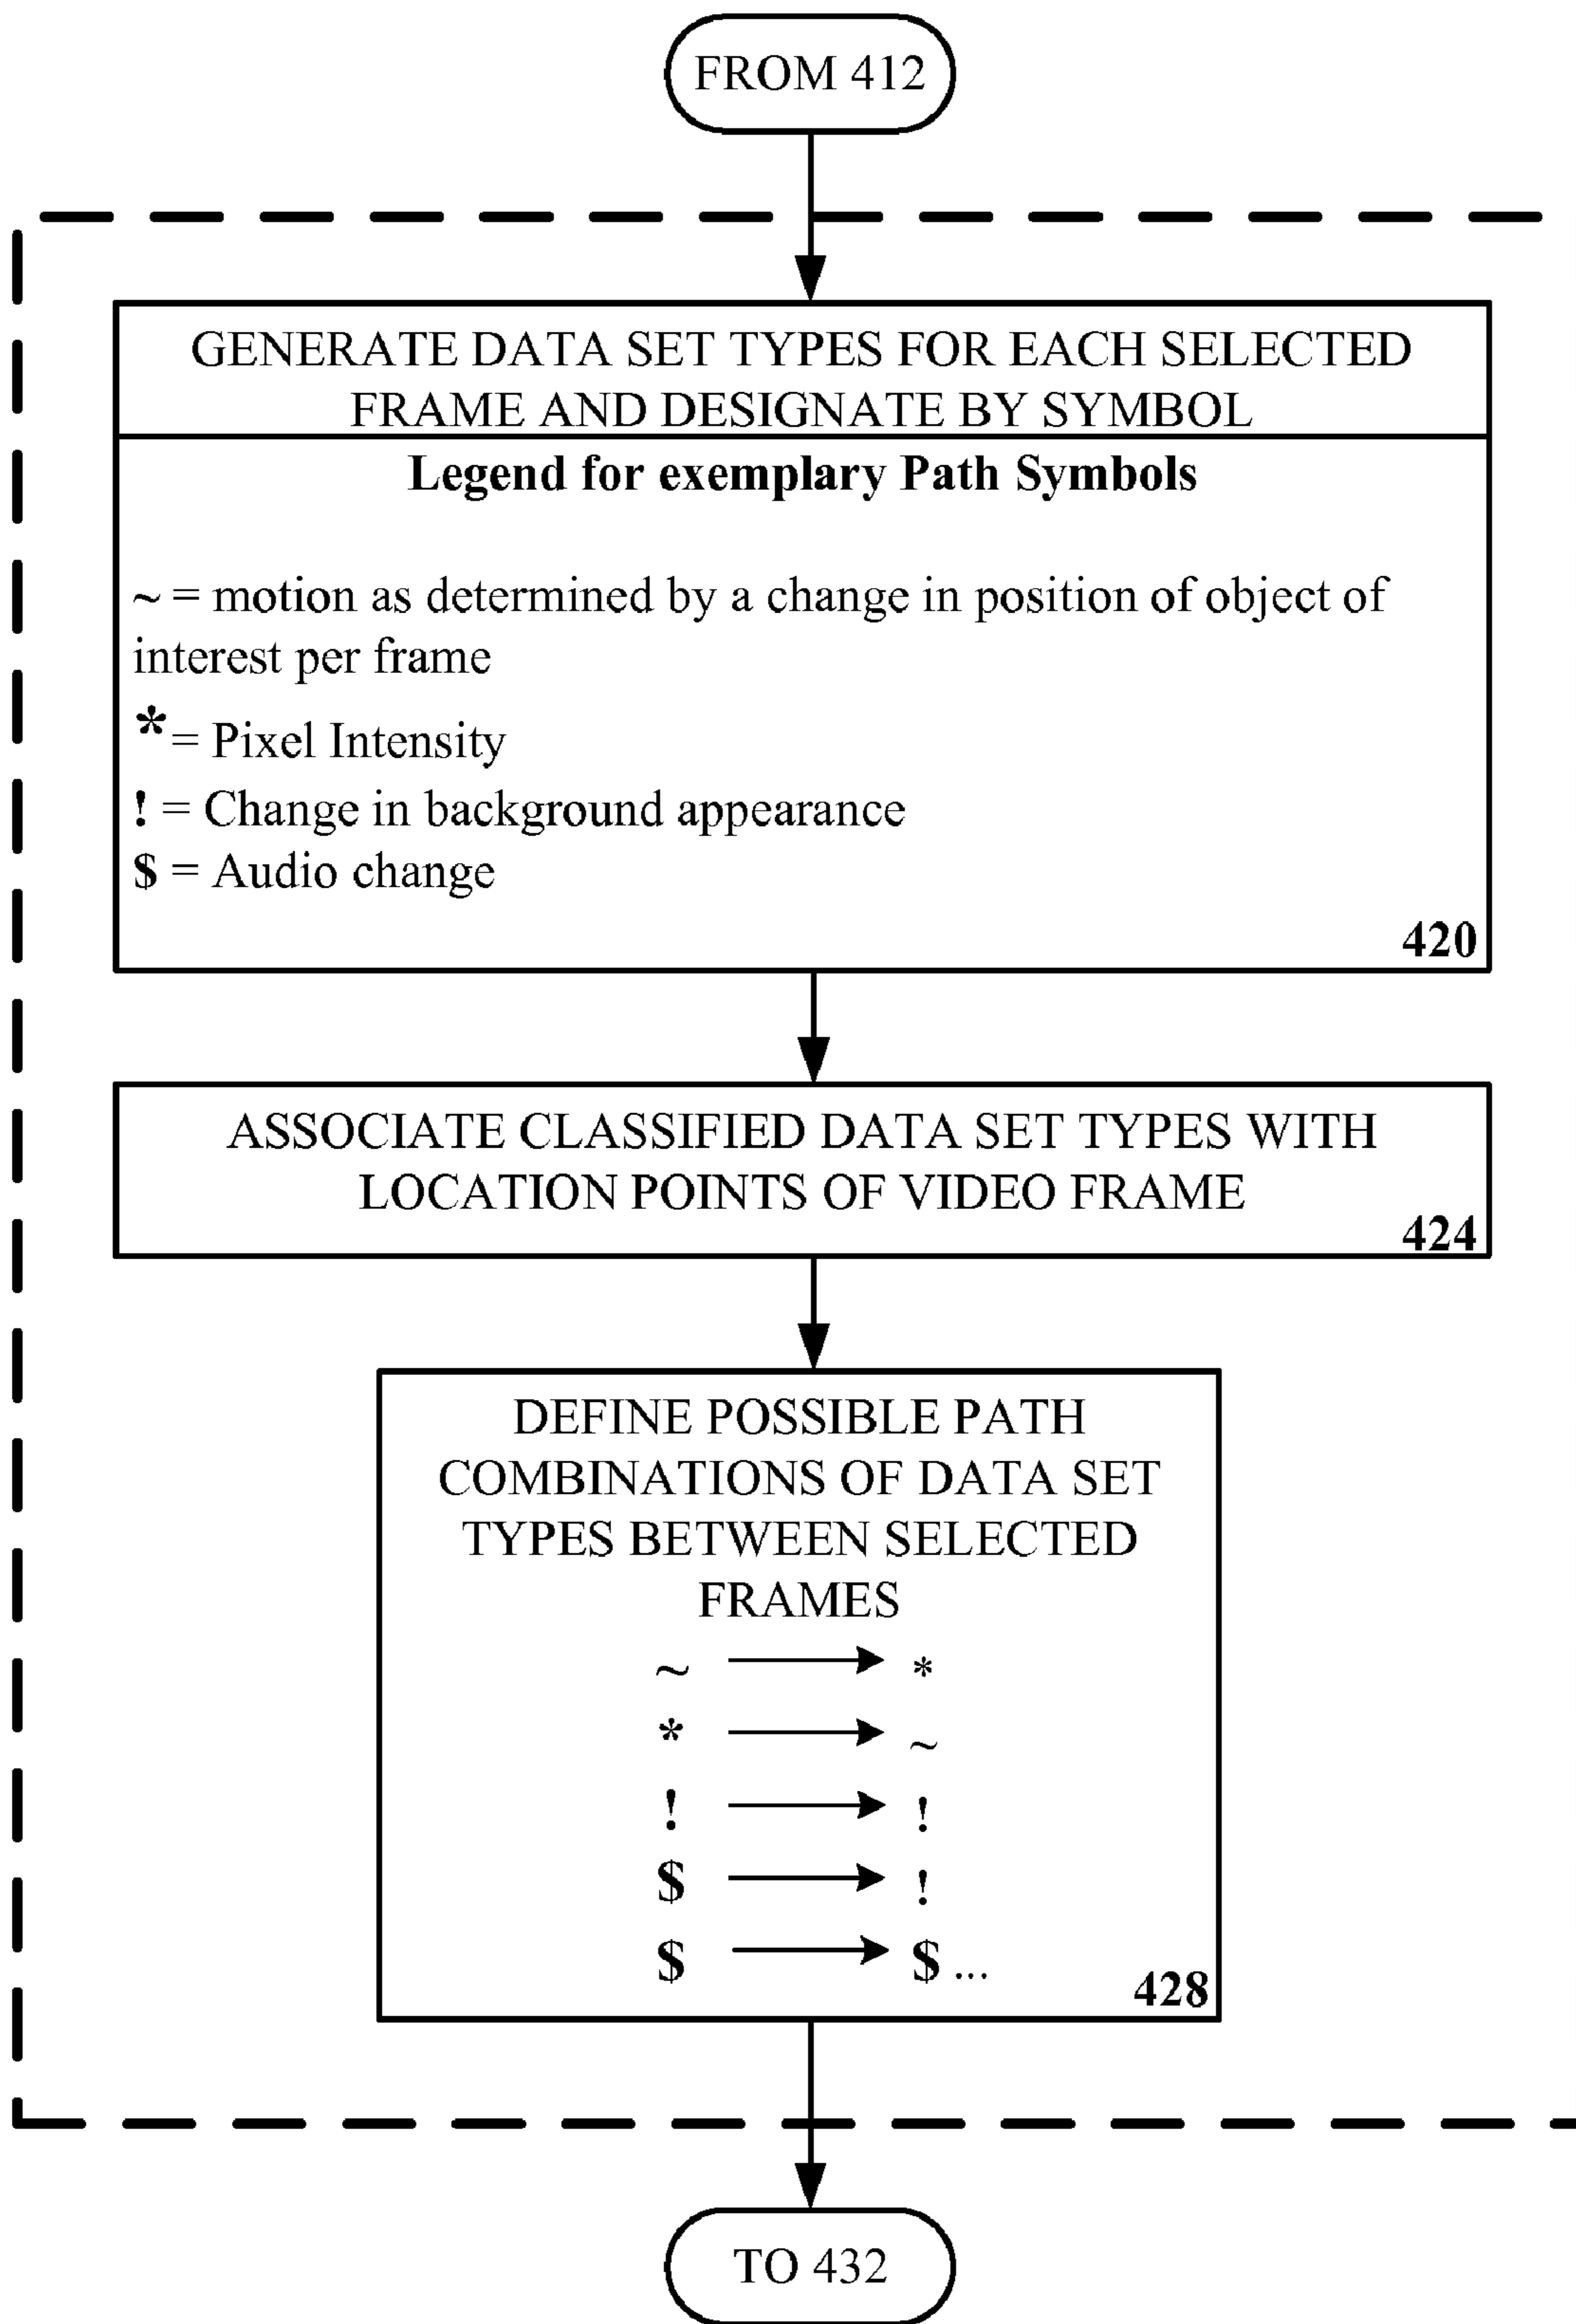 FROM 412
GENERATE DATA SET TYPES FOR EACH SELECTED
FRAME AND DESIGNATE BY SYMBOL
Legend for exemplary Path Symbols
~ = motion as determined by a change in position of object of
interest per frame
* = Pixel Intensity
! = Change in background appearance
$ = Audio change
420
ASSOCIATE CLASSIFIED DATA SET TYPES WITH
LOCATION POINTS OF VIDEO FRAME
424
DEFINE POSSIBLE PATH
COMBINATIONS OF DATA SET
TYPES BETWEEN SELECTED
FRAMES
~ *
* ~
! !
$ !
$ $ ...
428
TO 432